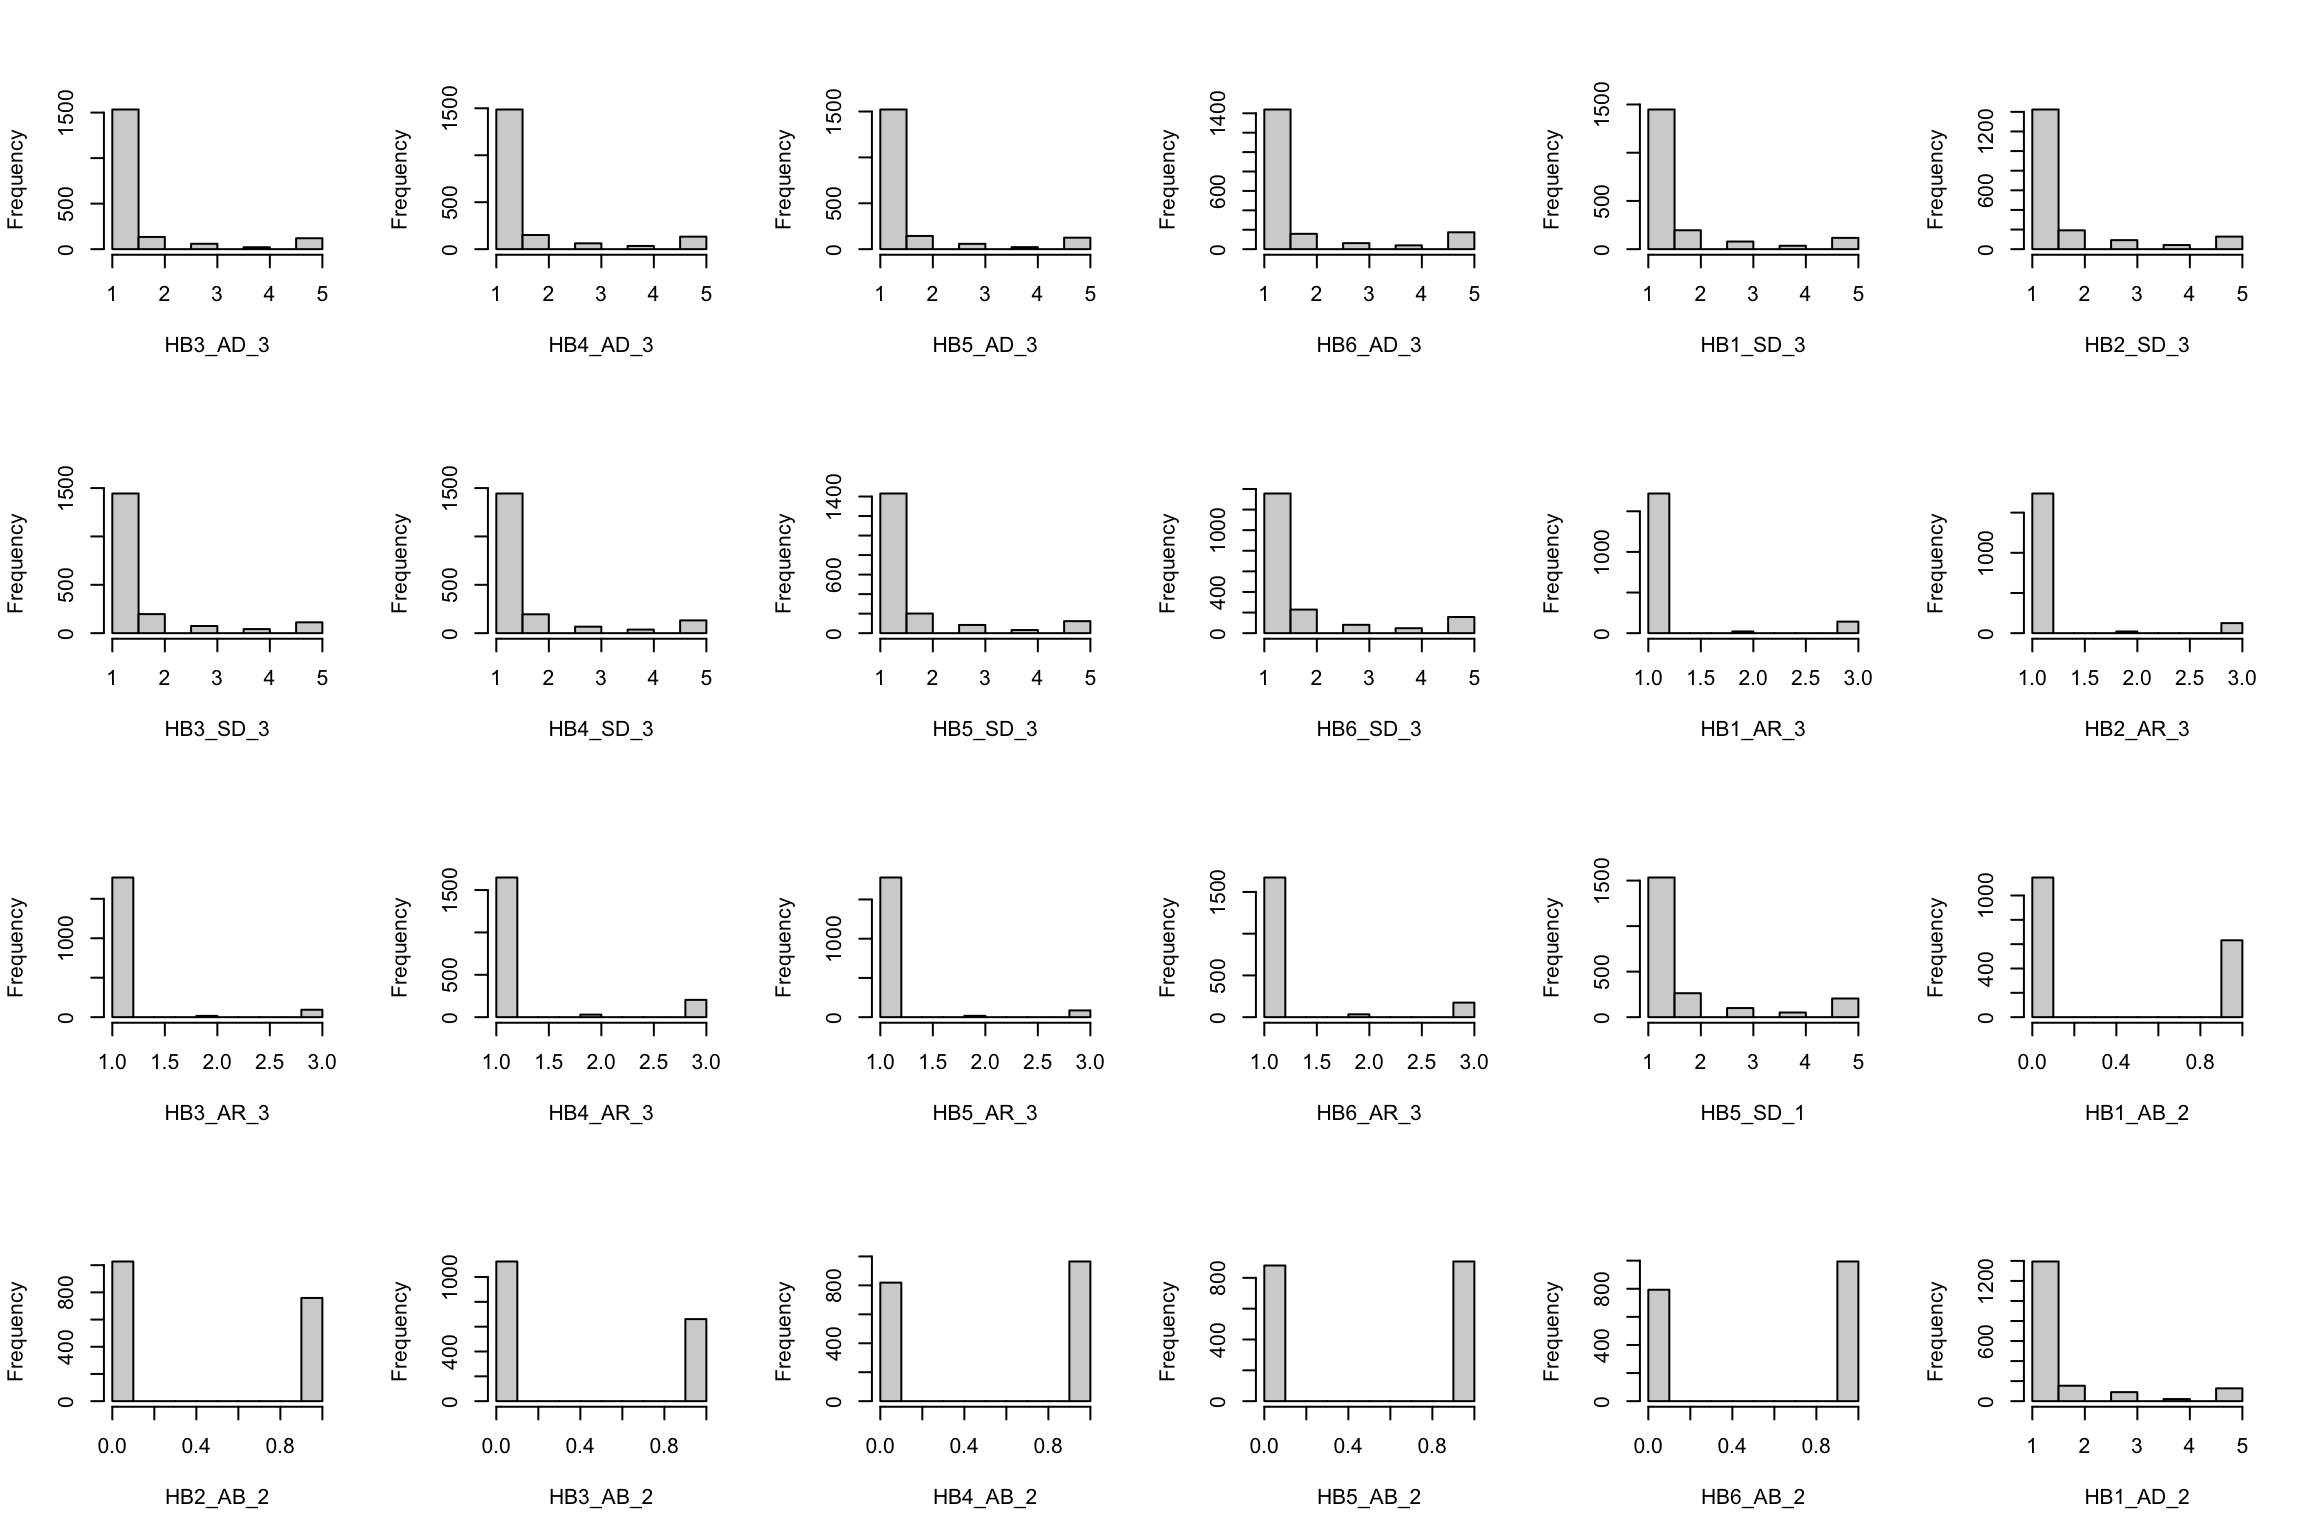 Frequency
0 500 1500
1 2 3 4 5
HB3_AD_3
Frequency
0 500 1500
1 2 3 4 5
HB4_AD_3
Frequency
0 500 1500
1 2 3 4 5
HB5_AD_3
Frequency
0 600 1400
1 2 3 4 5
HB6_AD_3
Frequency
0 500 1500
1 2 3 4 5
HB1_SD_3
Frequency
0 600 1200
1 2 3 4 5
HB2_SD_3
Frequency
0 500 1500
1 2 3 4 5
HB3_SD_3
Frequency
0 500 1500
1 2 3 4 5
HB4_SD_3
Frequency
0 600 1400
1 2 3 4 5
HB5_SD_3
Frequency
0 400 1000
1 2 3 4 5
HB6_SD_3
Frequency
0 1000
1.0 1.5 2.0 2.5 3.0
HB1_AR_3
Frequency
0 1000
1.0 1.5 2.0 2.5 3.0
HB2_AR_3
Frequency
0 1000
1.0 1.5 2.0 2.5 3.0
HB3_AR_3
Frequency
0 500 1500
1.0 1.5 2.0 2.5 3.0
HB4_AR_3
Frequency
0 1000
1.0 1.5 2.0 2.5 3.0
HB5_AR_3
Frequency
0 500 1500
1.0 1.5 2.0 2.5 3.0
HB6_AR_3
Frequency
0 500 1500
1 2 3 4 5
HB5_SD_1
Frequency
0 400 1000
0.0 0.4 0.8
HB1_AB_2
Frequency
0 400 800
0.0 0.4 0.8
HB2_AB_2
Frequency
0 400 1000
0.0 0.4 0.8
HB3_AB_2
Frequency
0 400 800
0.0 0.4 0.8
HB4_AB_2
Frequency
0 400 800
0.0 0.4 0.8
HB5_AB_2
Frequency
0 400 800
0.0 0.4 0.8
HB6_AB_2
Frequency
0 600 1200
1 2 3 4 5
HB1_AD_2